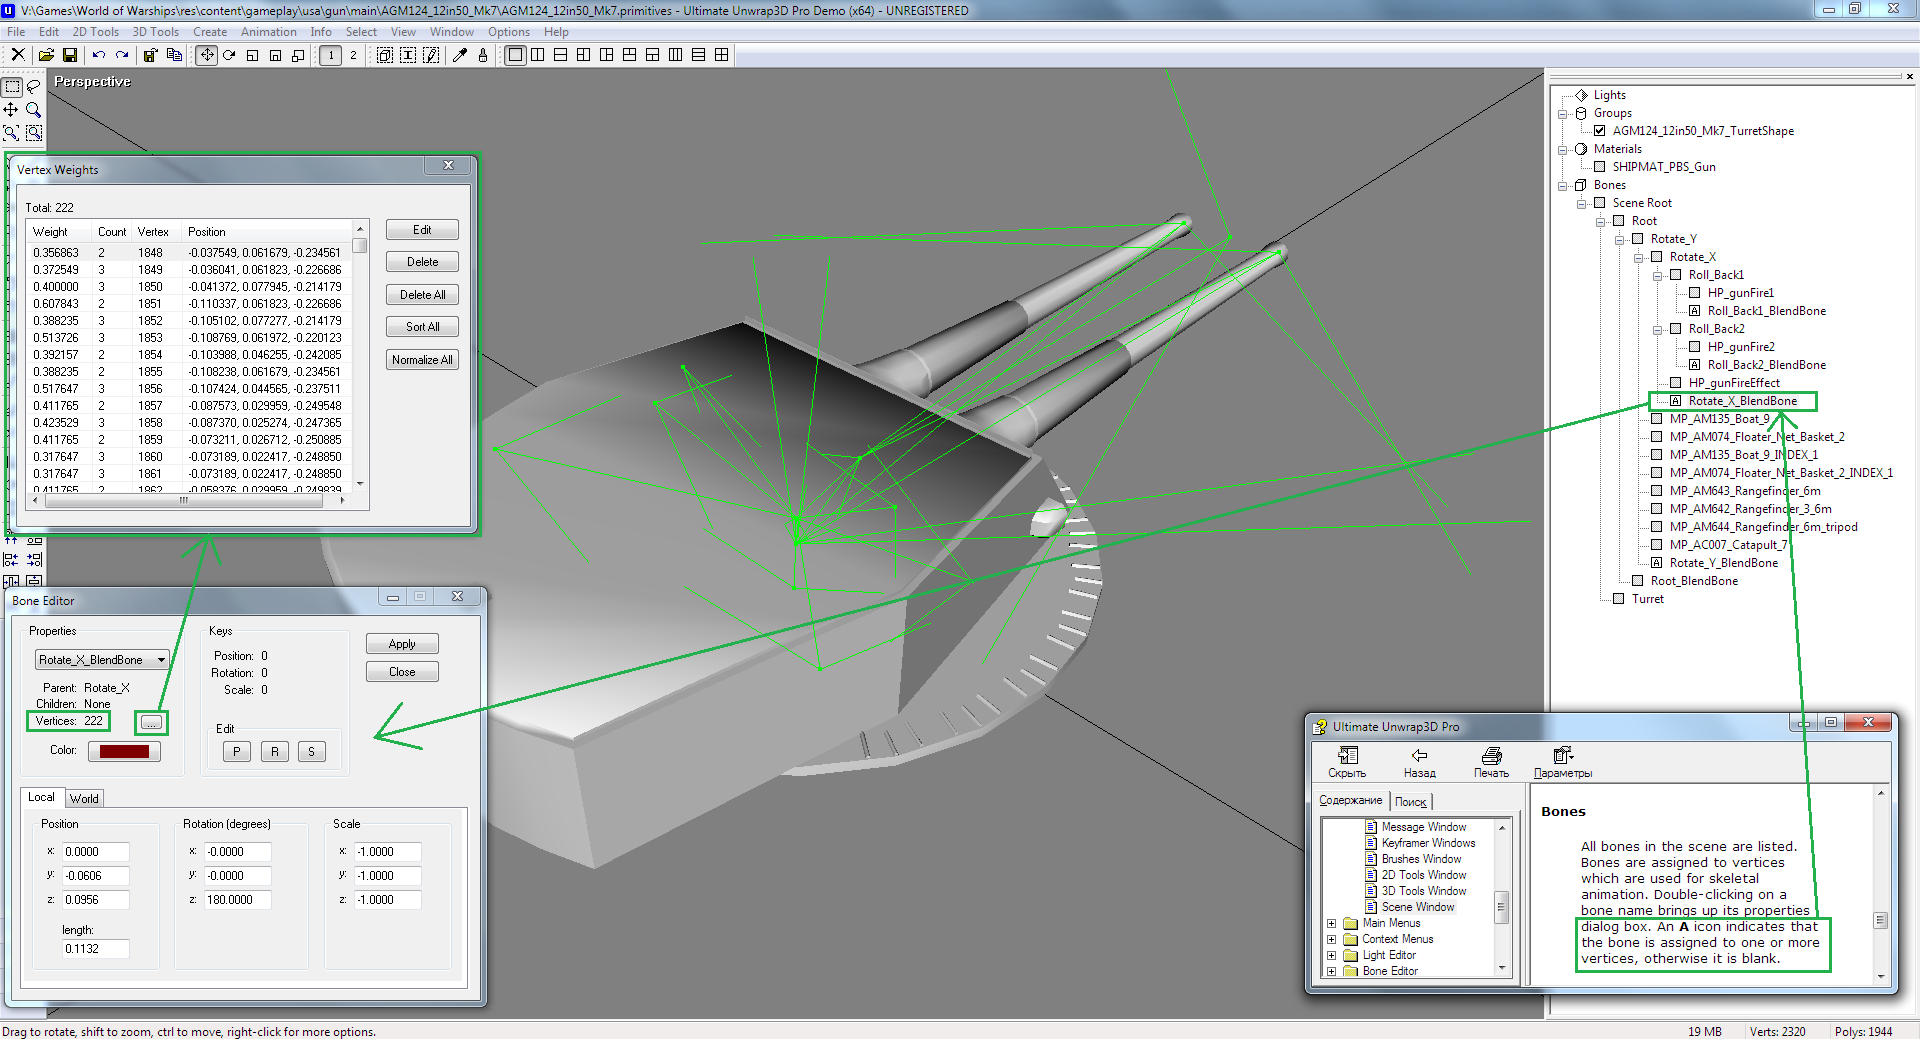 V:\Games\World of Warships\res\content\gameplay\usa\gun\main\AGM124_12in50_Mk7\AGM124_12in50_Mk7.primitives - Ultimate Unwrap3D Pro Demo (x64) - UNREGISTERED
File Edit 2D Tools 3D Tools Create Animation Info Select View Window Options Help
1 2
Perspective
Vertex Weights
Total: 222
Weight Count Vertex Position
0.356863 2 1848 -0.037549, 0.061679, -0.234561
0.372549 3 1849 -0.036041, 0.061823, -0.226686
0.400000 3 1850 -0.041372, 0.077945, -0.214179
0.607843 2 1851 -0.110337, 0.061823, -0.226686
0.388235 3 1852 -0.105102, 0.077277, -0.214179
0.513726 3 1853 -0.108769, 0.061972, -0.220123
0.392157 2 1854 -0.103988, 0.046255, -0.242085
0.388235 2 1855 -0.108238, 0.061679, -0.234561
0.517647 3 1856 -0.107424, 0.044565, -0.237511
0.411765 2 1857 -0.087573, 0.029959, -0.249548
0.423529 3 1858 -0.087370, 0.025274, -0.247365
0.411765 2 1859 -0.073211, 0.026712, -0.250885
0.317647 3 1860 -0.073189, 0.022417, -0.248850
0.317647 3 1861 -0.073189, 0.022417, -0.248850
0.411765 2 1862 -0.058376, 0.029959, -0.249939
Edit
Delete
Delete All
Sort All
Normalize All
Bone Editor
Properties
Rotate_X_BlendBone
Parent: Rotate_X
Children: None
Vertices: 222 ...
Color:
Keys
Position: 0
Rotation: 0
Scale: 0
Edit
P R S
Apply
Close
Local World
Position
x: 0.0000
y: -0.0606
z: 0.0956
length:
0.1132
Rotation (degrees)
x: -0.0000
y: -0.0000
z: 180.0000
Scale
x: -1.0000
y: -1.0000
z: -1.0000
Lights
Groups
AGM124_12in50_Mk7_TurretShape
Materials
SHIPMAT_PBS_Gun
Bones
Scene Root
Root
Rotate_Y
Rotate_X
Roll_Back1
HP_gunFire1
A Roll_Back1_BlendBone
Roll_Back2
HP_gunFire2
A Roll_Back2_BlendBone
HP_gunFireEffect
A Rotate_X_BlendBone
MP_AM135_Boat_9
MP_AM074_Floater_Net_Basket_2
MP_AM135_Boat_9_INDEX_1
MP_AM074_Floater_Net_Basket_2_INDEX_1
MP_AM643_Rangefinder_6m
MP_AM642_Rangefinder_3_6m
MP_AM644_Rangefinder_6m_tripod
MP_AC007_Catapult_7
A Rotate_Y_BlendBone
Root_BlendBone
Turret
Ultimate Unwrap3D Pro
Скрыть Назад Печать Параметры
Содержание Поиск
Message Window
Keyframer Windows
Brushes Window
2D Tools Window
3D Tools Window
Scene Window
Main Menus
Context Menus
Light Editor
Bone Editor
Bones
All bones in the scene are listed.
Bones are assigned to vertices
which are used for skeletal
animation. Double-clicking on a
bone name brings up its properties
dialog box. An A icon indicates that
the bone is assigned to one or more
vertices, otherwise it is blank.
Drag to rotate, shift to zoom, ctrl to move, right-click for more options.
19 MB Verts: 2320 Polys: 1944